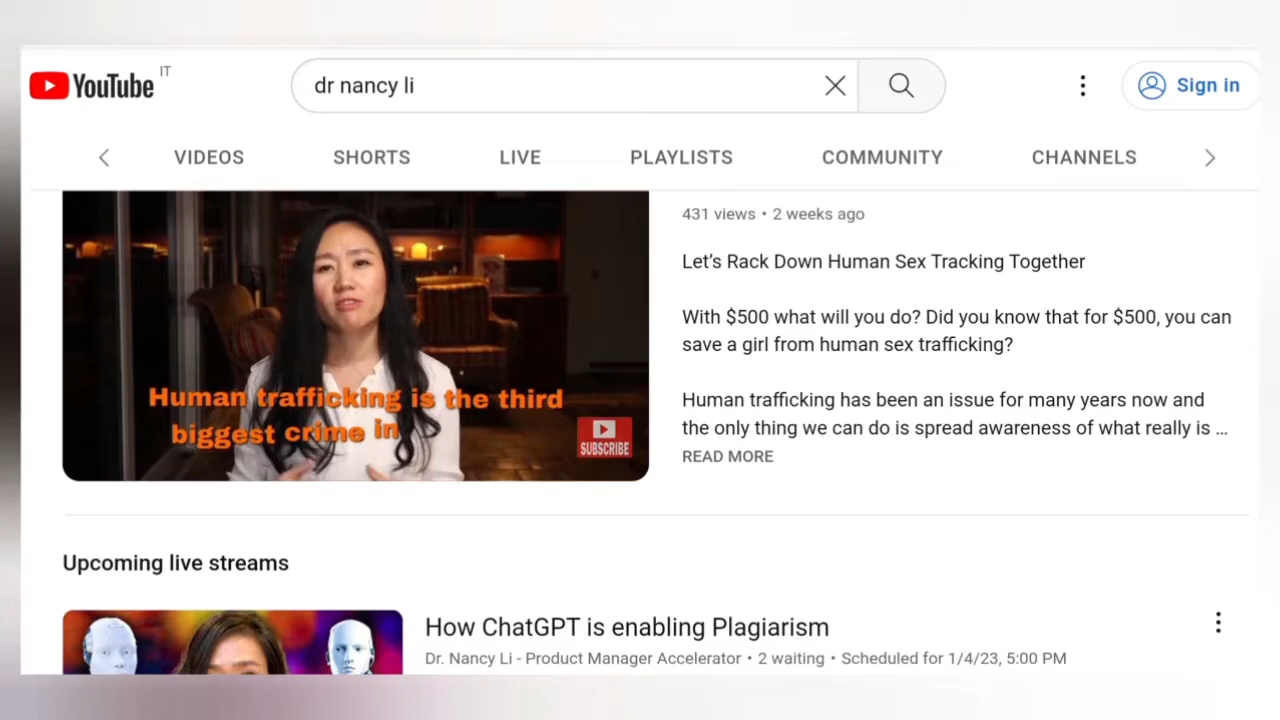 YouTube IT
dr nancy li
Sign in
VIDEOS SHORTS LIVE PLAYLISTS COMMUNITY CHANNELS
Human trafficking is the third
biggest crime in
SUBSCRIBE
431 views • 2 weeks ago
Let’s Rack Down Human Sex Tracking Together
With $500 what will you do? Did you know that for $500, you can
save a girl from human sex trafficking?
Human trafficking has been an issue for many years now and
the only thing we can do is spread awareness of what really is ...
READ MORE
Upcoming live streams
How ChatGPT is enabling Plagiarism
Dr. Nancy Li - Product Manager Accelerator • 2 waiting • Scheduled for 1/4/23, 5:00 PM